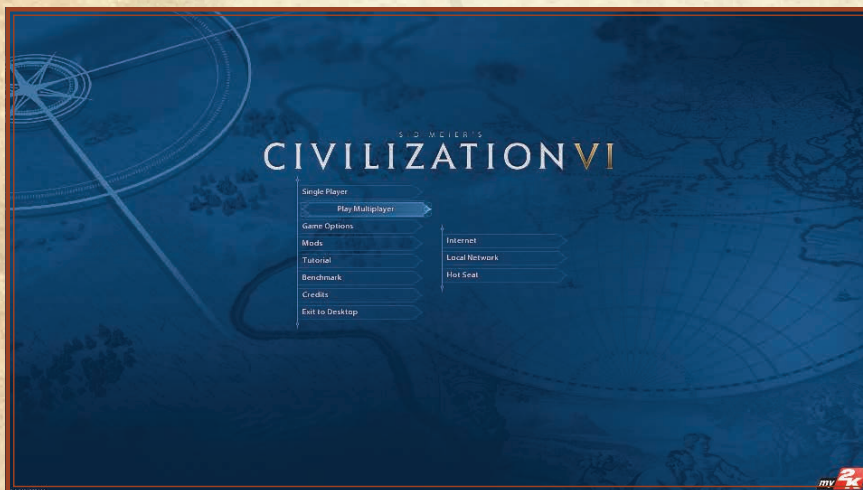 SID MEIER'S
CIVILIZATION VI
Single Player
Play Multiplayer
Game Options
Mods
Tutorial
Benchmark
Credits
Exit to Desktop
Internet
Local Network
Hot Seat
my 2K